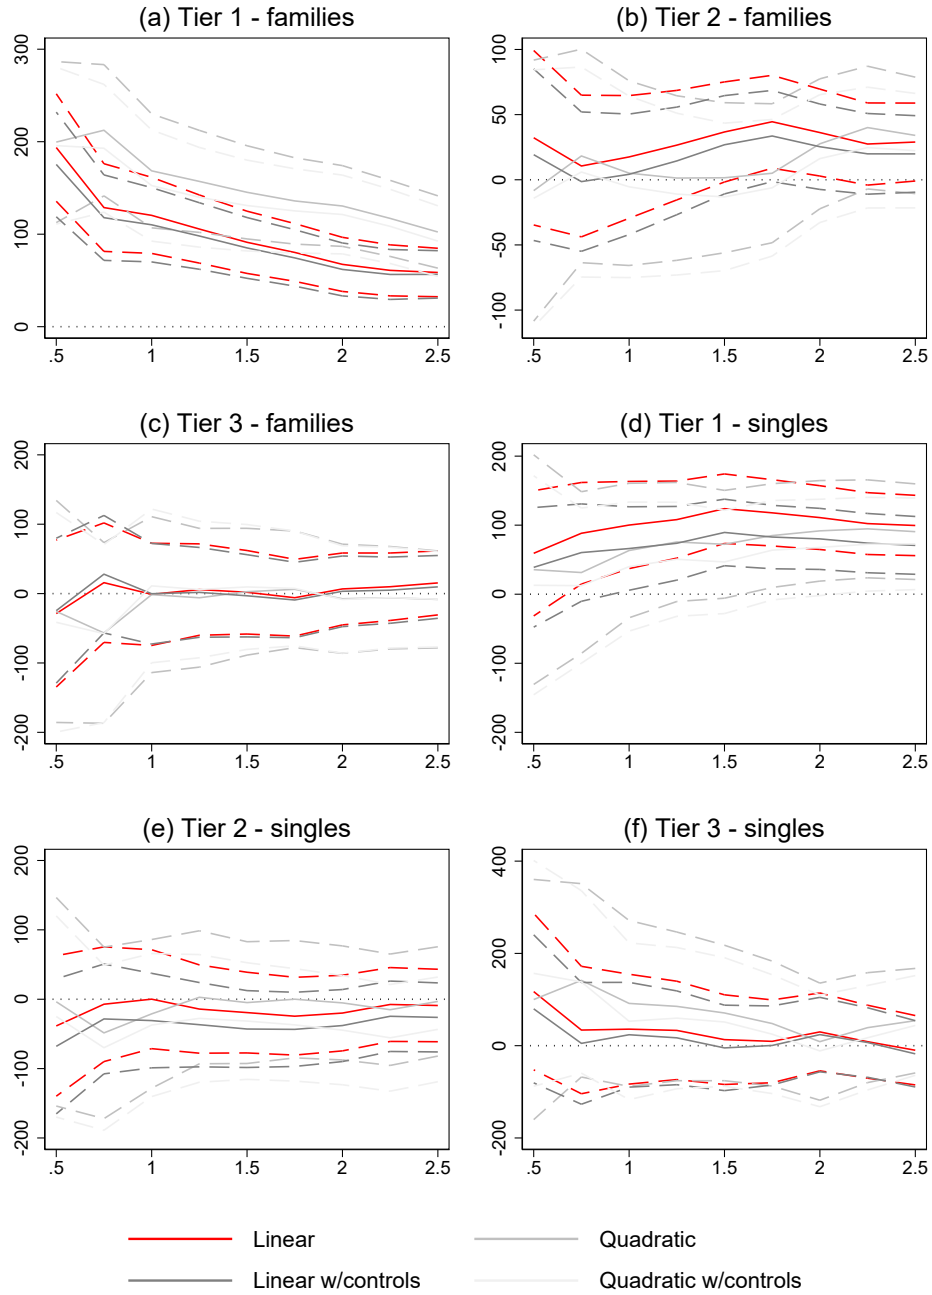 (a) Tier 1 - families
300
200
100
0
.5 1 1.5 2 2.5
(b) Tier 2 - families
100
50
0
-50
-100
.5 1 1.5 2 2.5
(c) Tier 3 - families
200
100
0
-100
-200
.5 1 1.5 2 2.5
(d) Tier 1 - singles
200
100
0
-100
-200
.5 1 1.5 2 2.5
(e) Tier 2 - singles
200
100
0
-100
-200
.5 1 1.5 2 2.5
(f) Tier 3 - singles
400
200
0
-200
.5 1 1.5 2 2.5
Linear Quadratic
Linear w/controls Quadratic w/controls